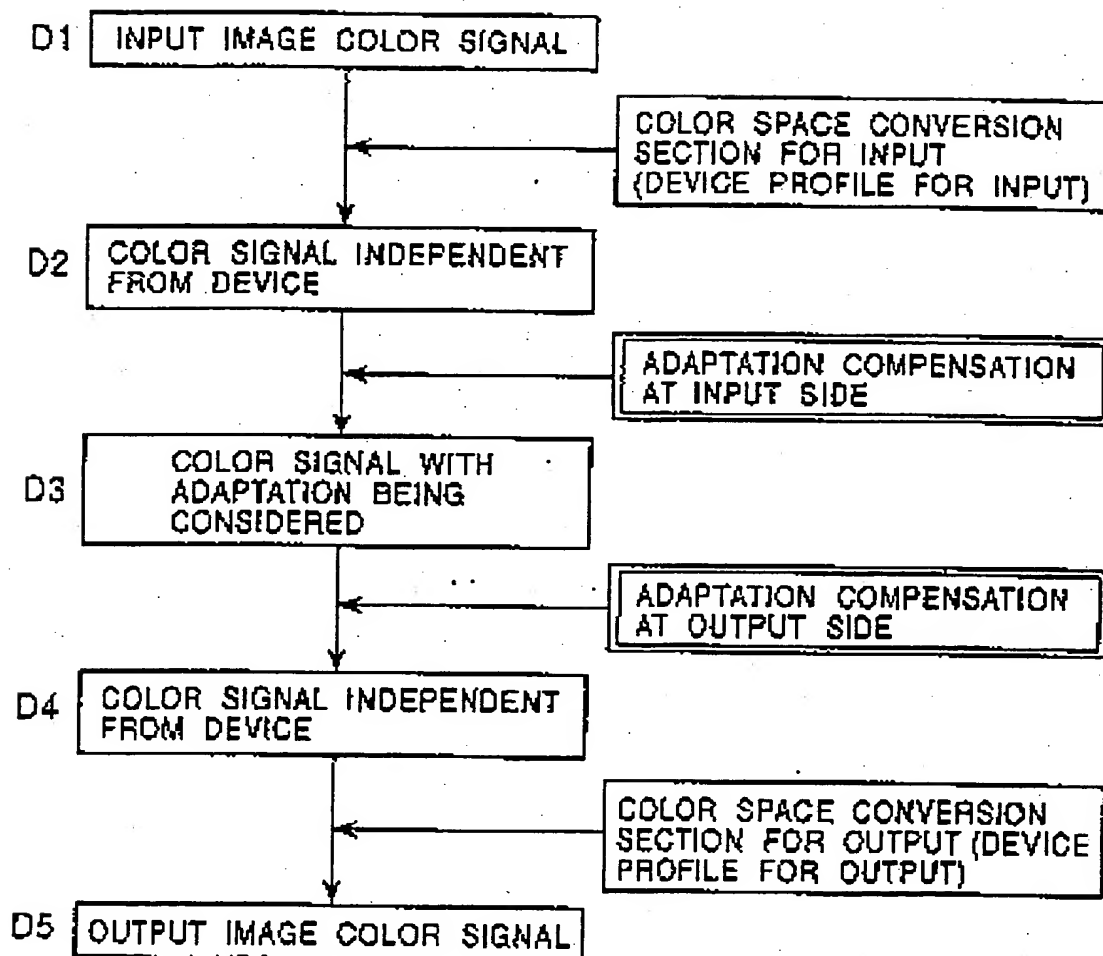 D1 INPUT IMAGE COLOR SIGNAL
COLOR SPACE CONVERSION
SECTION FOR INPUT
(DEVICE PROFILE FOR INPUT)
D2 COLOR SIGNAL INDEPENDENT
FROM DEVICE
ADAPTATION COMPENSATION
AT INPUT SIDE
D3 COLOR SIGNAL WITH
ADAPTATION BEING
CONSIDERED
ADAPTATION COMPENSATION
AT OUTPUT SIDE
D4 COLOR SIGNAL INDEPENDENT
FROM DEVICE
COLOR SPACE CONVERSION
SECTION FOR OUTPUT (DEVICE
PROFILE FOR OUTPUT)
D5 OUTPUT IMAGE COLOR SIGNAL